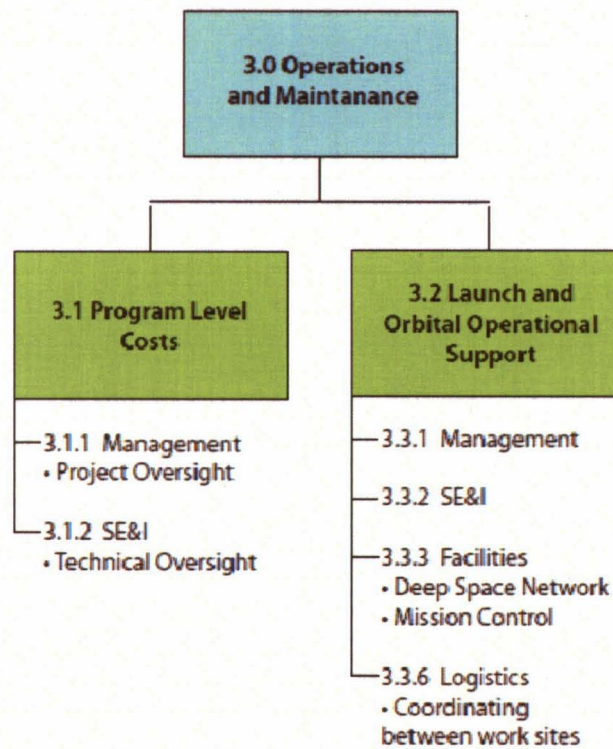 3.0 Operations
and Maintanance
3.1 Program Level
Costs
3.1.1 Management
• Project Oversight
3.1.2 SE&I
• Technical Oversight
3.2 Launch and
Orbital Operational
Support
3.3.1 Management
3.3.2 SE&I
3.3.3 Facilities
• Deep Space Network
• Mission Control
3.3.6 Logistics
• Coordinating
between work sites